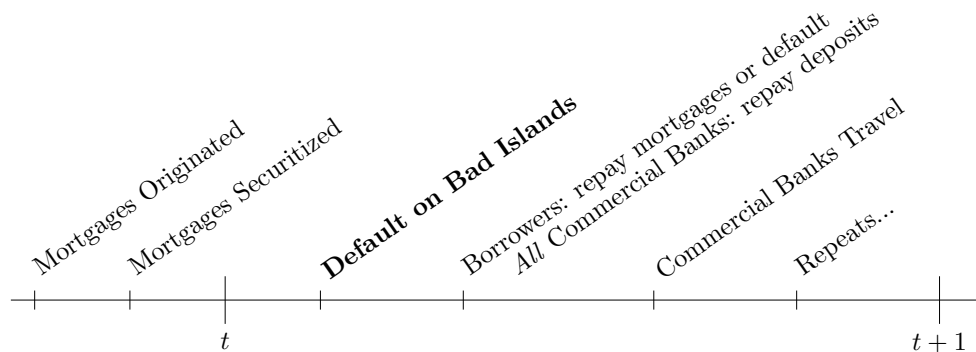 Mortgages Originated
Mortgages Securitized
Default on Bad Islands
Borrowers: repay mortgages or default
All Commercial Banks: repay deposits
Commercial Banks Travel
Repeats...
t
t + 1